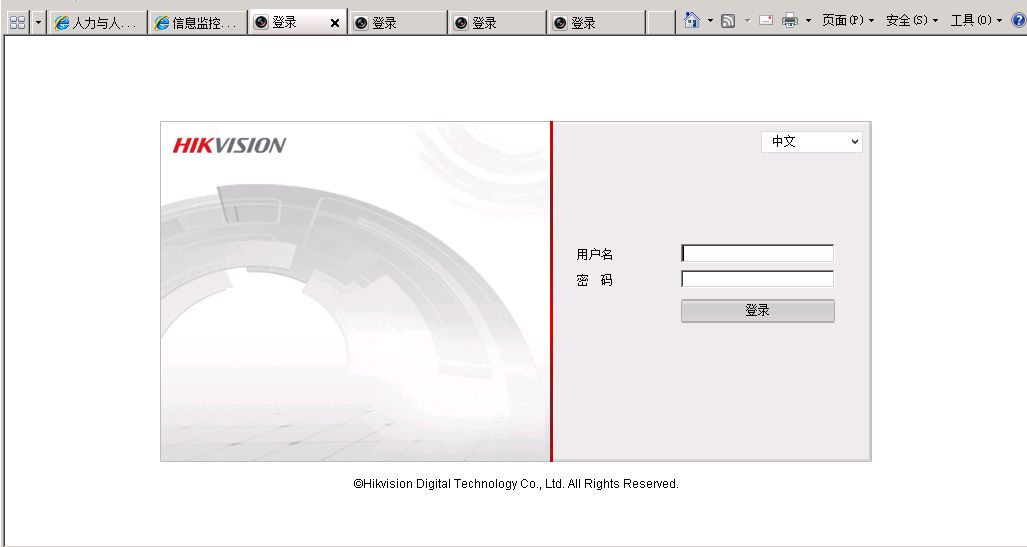 人力与人... 信息监控... 登录 登录 登录 登录 页面(P) 安全(S) 工具(O)
HIKVISION
中文
用户名
密 码
登录
©Hikvision Digital Technology Co., Ltd. All Rights Reserved.